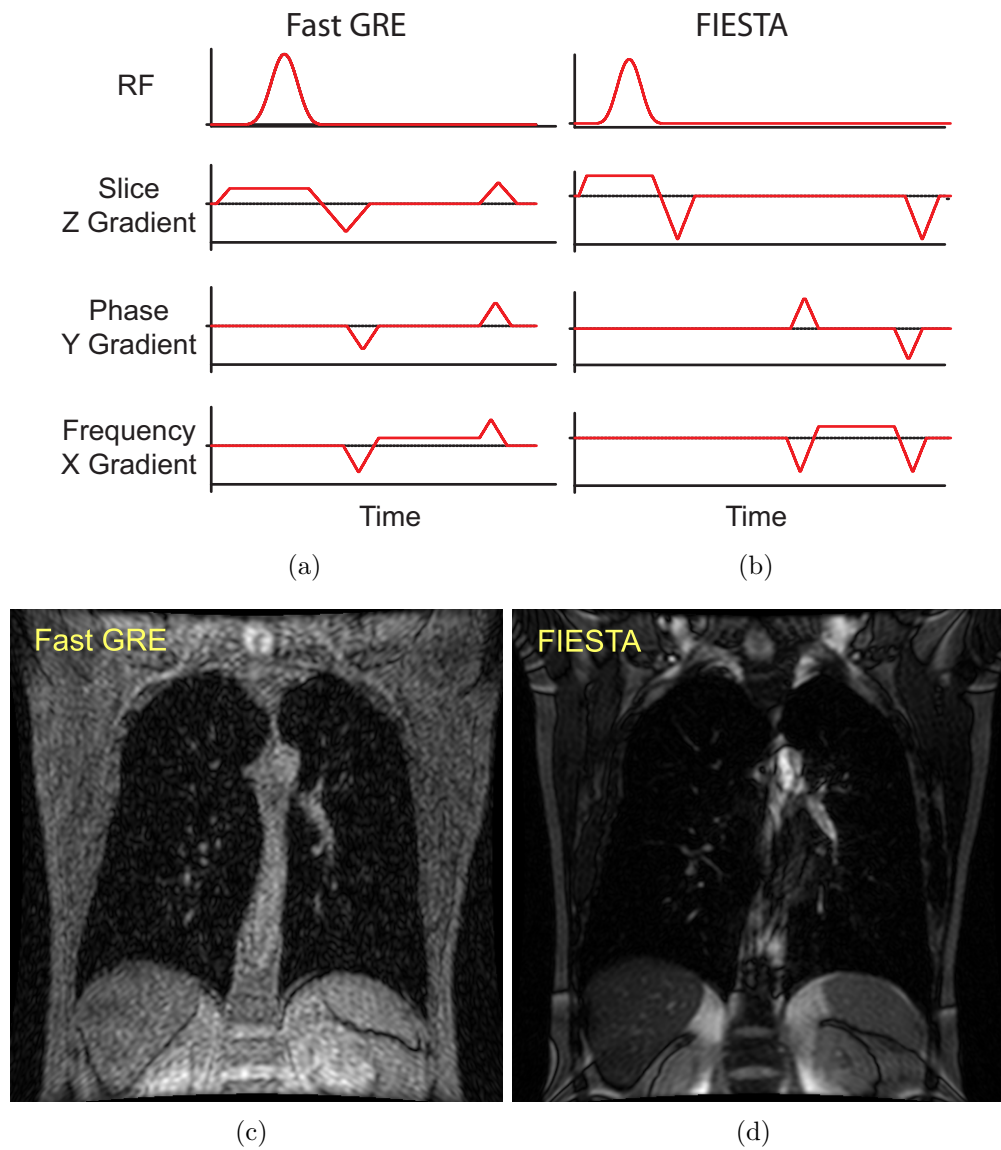 Fast GRE
FIESTA
RF
Slice
Z Gradient
Phase
Y Gradient
Frequency
X Gradient
Time
Time
(a)
(b)
Fast GRE
FIESTA
(c)
(d)